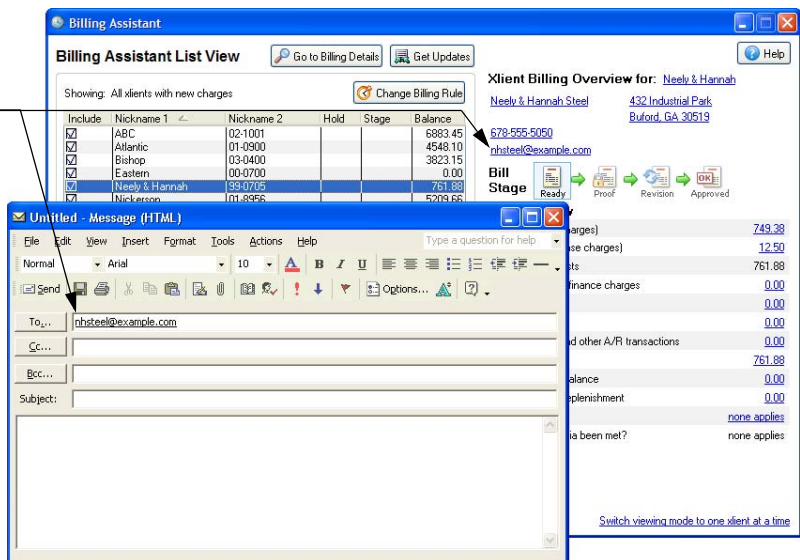 Billing Assistant
Billing Assistant List View
Go to Billing Details
Get Updates
Help
Showing: All xlients with new charges
Change Billing Rule
Include Nickname 1 Nickname 2 Hold Stage Balance
ABC 02-1001 6883.45
Atlantic 01-0900 4548.10
Bishop 03-0400 3823.15
Eastern 00-0700 0.00
Neely & Hannah 99-0705 761.88
Nickerson 01-8956 5209.66
Xlient Billing Overview for: Neely & Hannah
Neely & Hannah Steel 432 Industrial Park
Buford, GA 30519
678-555-5050
nhsteel@example.com
Bill Stage
Ready Proof Revision Approved
OK
arges) 749.38
se charges) 12.50
sts 761.88
finance charges 0.00
0.00
0.00
nd other A/R transactions 0.00
761.88
alance 0.00
eplenishment 0.00
none applies
ia been met? none applies
Switch viewing mode to one xlient at a time
Untitled - Message (HTML)
File Edit View Insert Format Tools Actions Help
Type a question for help
Normal Arial 10 A B I U
Send Options...
To... nhsteel@example.com
Cc...
Bcc...
Subject: